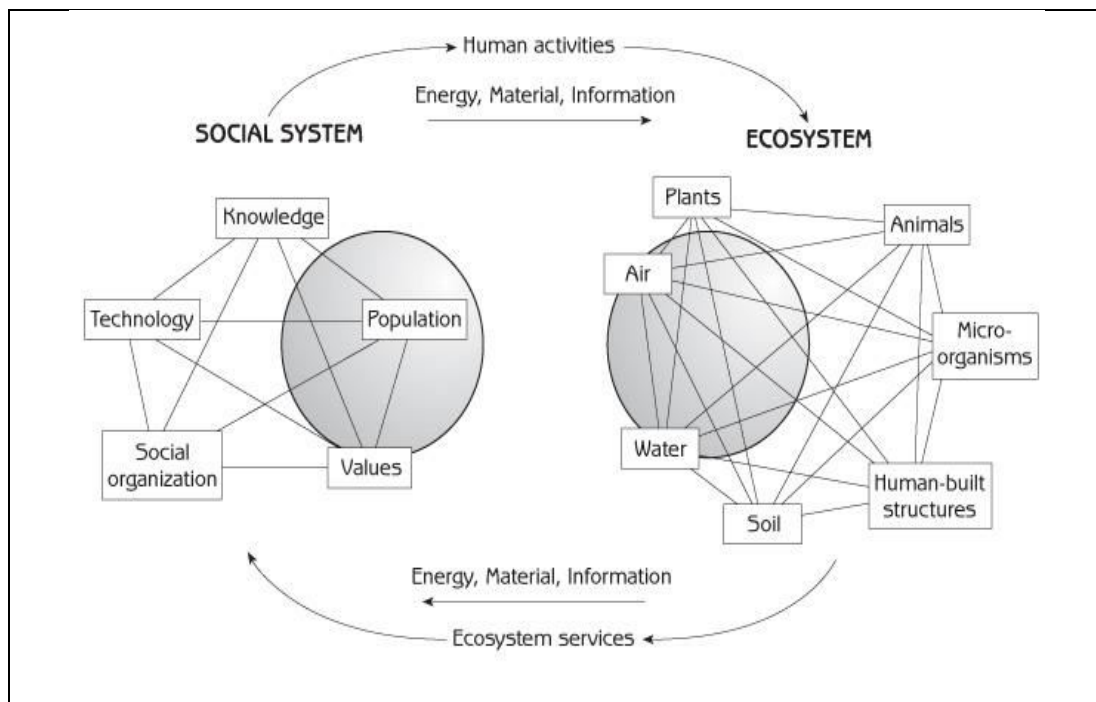 Human activities
Energy, Material, Information
SOCIAL SYSTEM
ECOSYSTEM
Knowledge
Technology
Population
Social
organization
Values
Plants
Animals
Air
Micro-
organisms
Water
Human-built
structures
Soil
Energy, Material, Information
Ecosystem services